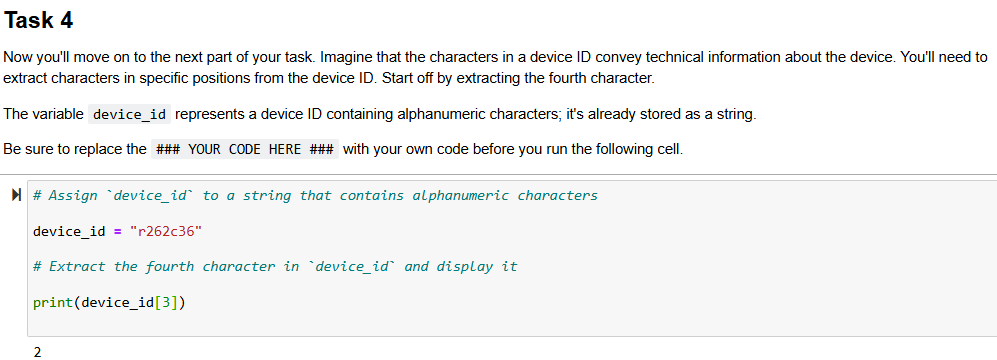 Task 4
Now you'll move on to the next part of your task. Imagine that the characters in a device ID convey technical information about the device. You'll need to
extract characters in specific positions from the device ID. Start off by extracting the fourth character.
The variable device_id represents a device ID containing alphanumeric characters; it's already stored as a string.
Be sure to replace the ### YOUR CODE HERE ### with your own code before you run the following cell.
# Assign `device_id` to a string that contains alphanumeric characters
device_id = "r262c36"
# Extract the fourth character in `device_id` and display it
print(device_id[3])
2